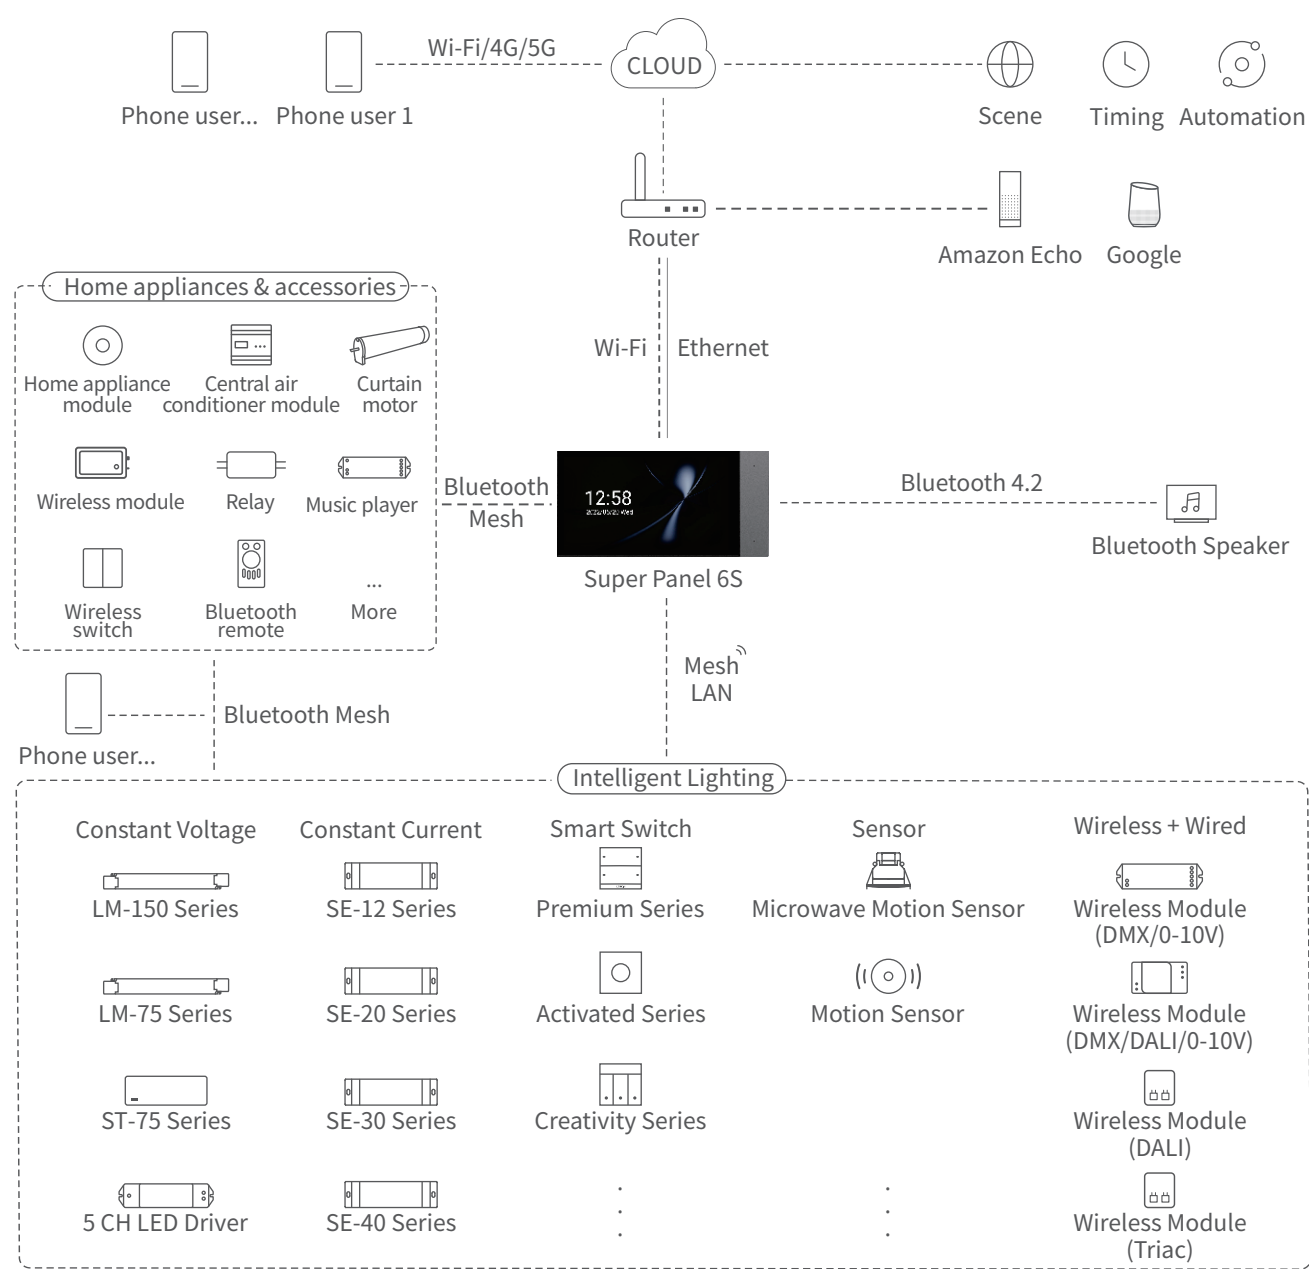 Wi-Fi/4G/5G
CLOUD
Phone user...
Phone user 1
Scene
Timing
Automation
Router
Amazon Echo
Google
Home appliances & accessories
Wi-Fi
Ethernet
Home appliance
module
Central air
conditioner module
Curtain
motor
Wireless module
Relay
Music player
Wireless
switch
Bluetooth
remote
...
More
Bluetooth
Mesh
12:58
Super Panel 6S
Bluetooth 4.2
Bluetooth Speaker
Mesh
LAN
Phone user...
Bluetooth Mesh
Intelligent Lighting
Constant Voltage
LM-150 Series
LM-75 Series
ST-75 Series
5 CH LED Driver
Constant Current
SE-12 Series
SE-20 Series
SE-30 Series
SE-40 Series
Smart Switch
Premium Series
Activated Series
Creativity Series
Sensor
Microwave Motion Sensor
Motion Sensor
Wireless + Wired
Wireless Module
(DMX/0-10V)
Wireless Module
(DMX/DALI/0-10V)
Wireless Module
(DALI)
Wireless Module
(Triac)